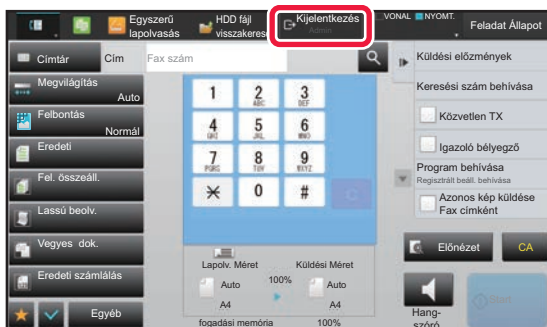 Egyszerű
lapolvasás
HDD fájl
visszakeres
Kijelentkezés
Admin
VONAL
NYOMT.
Feladat Állapot
Címtár
Cím
Fax szám
Megvilágítás
Auto
Felbontás
Normál
Eredeti
Fel. összeáll.
Lassú beolv.
Vegyes dok.
Eredeti számlálás
Egyéb
1
2
ABC
3
DEF
4
GHI
5
JKL
6
MNO
7
PQRS
8
TUV
9
WXYZ
0
#
C
Lapolv. Méret
Küldési Méret
Auto
100%
Auto
A4
A4
fogadási memória
100%
Küldési előzmények
Keresési szám behívása
Közvetlen TX
Igazoló bélyegző
Program behívása
Regisztrált beáll. behívása
Azonos kép küldése
Fax címként
Előnézet
CA
Hang-
szóró
Start